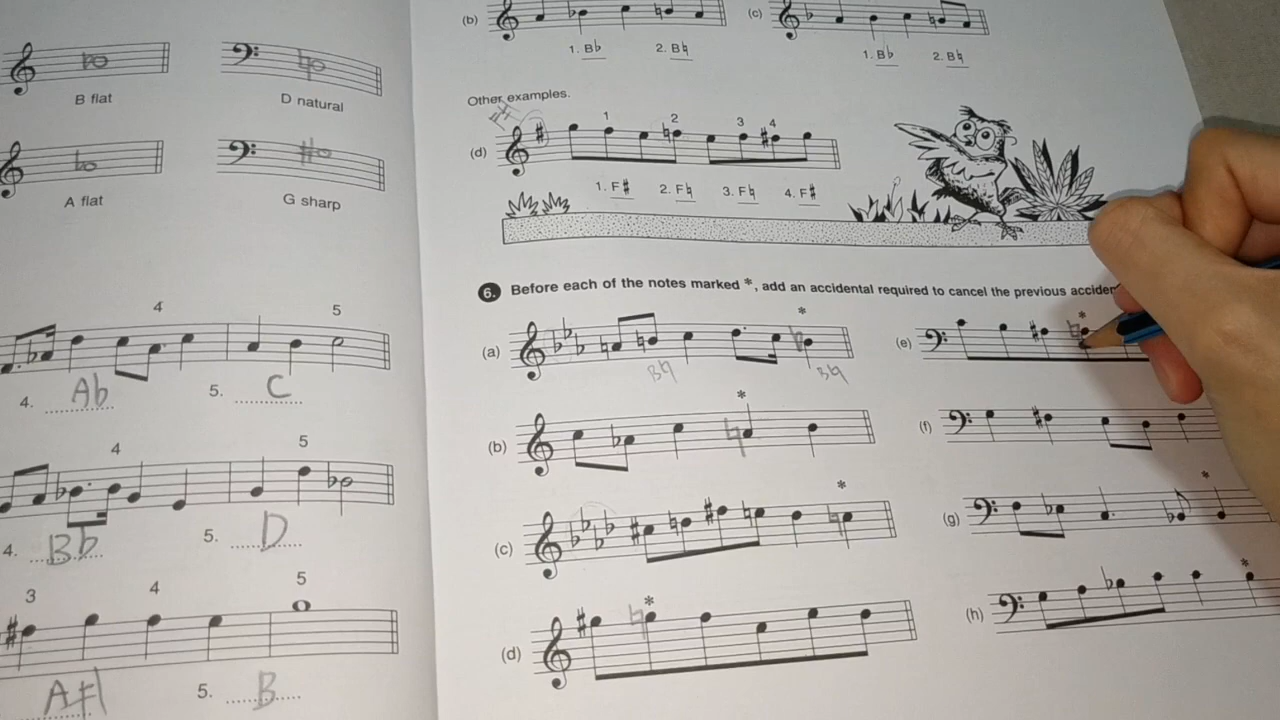 B flat
D natural
A flat
G sharp
4
5
4. Ab
5. C
4
5
4. Bb
5. D
3
4
5
5. B
(b)
1. B♭
2. B♮
(c)
1. B♭
2. B♮
Other examples.
(d)
1
2
3
4
1. F♯
2. F♮
3. F♮
4. F♯
6. Before each of the notes marked *, add an accidental required to cancel the previous
(a)
*
B♮
B♮
(b)
*
(c)
*
(d)
*
(e)
*
(f)
(g)
*
(h)
*